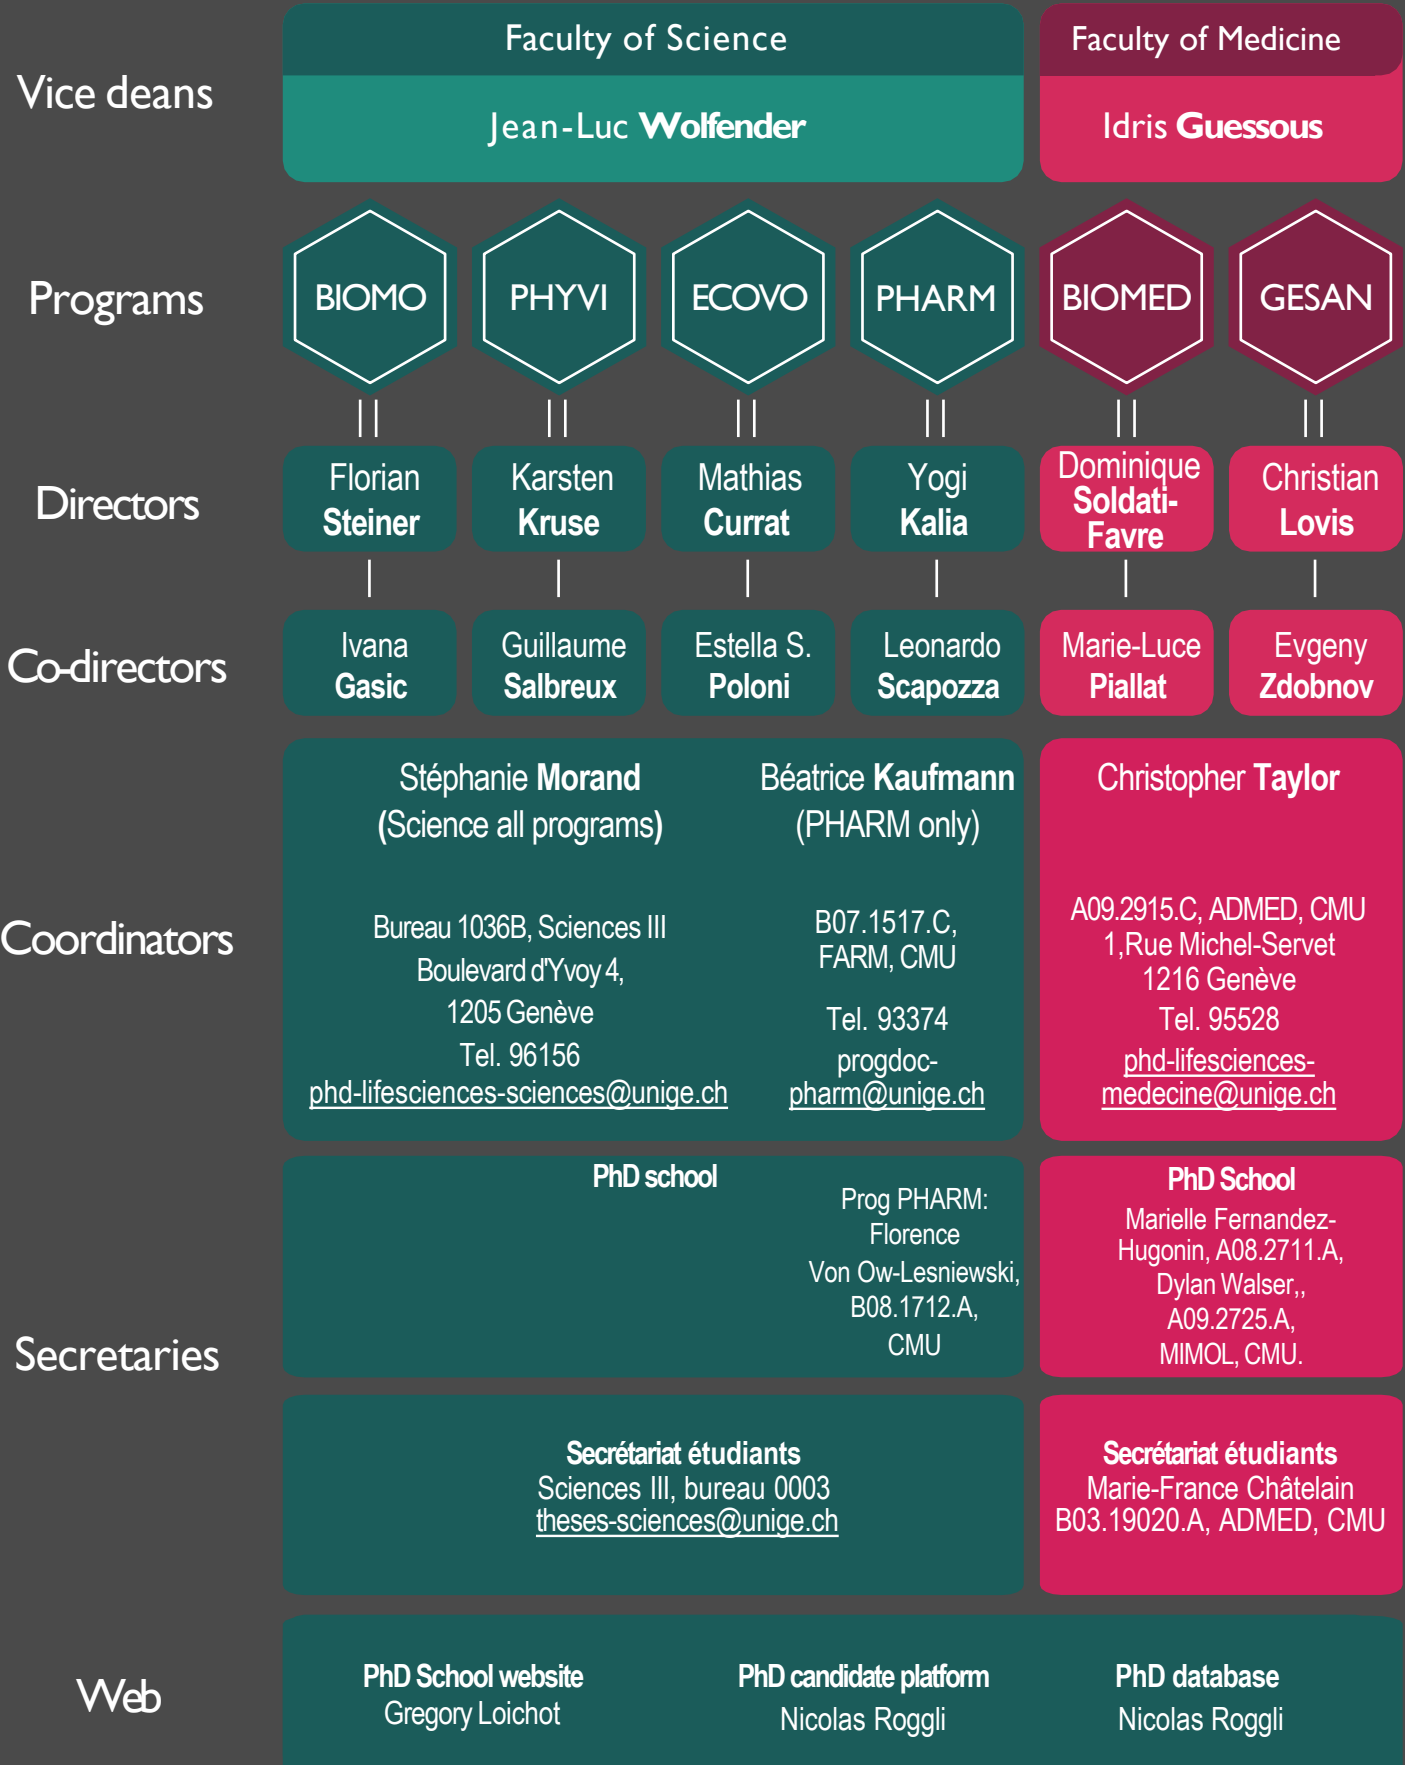 Vice deans
Faculty of Science
Jean-Luc Wolfender
Faculty of Medicine
Idris Guessous
Programs
BIOMO
PHYVI
ECOVO
PHARM
BIOMED
GESAN
Directors
Florian
Steiner
Karsten
Kruse
Mathias
Currat
Yogi
Kalia
Dominique
Soldati-
Favre
Christian
Lovis
Co-directors
Ivana
Gasic
Guillaume
Salbreux
Estella S.
Poloni
Leonardo
Scapozza
Marie-Luce
Piallat
Evgeny
Zdobnov
Coordinators
Stéphanie Morand
(Science all programs)
Bureau 1036B, Sciences III
Boulevard d'Yvoy 4,
1205 Genève
Tel. 96156
phd-lifesciences-sciences@unige.ch
Béatrice Kaufmann
(PHARM only)
B07.1517.C,
FARM, CMU
Tel. 93374
progdoc-
pharm@unige.ch
Christopher Taylor
A09.2915.C, ADMED, CMU
1,Rue Michel-Servet
1216 Genève
Tel. 95528
phd-lifesciences-
medecine@unige.ch
Secretaries
PhD school
Prog PHARM:
Florence
Von Ow-Lesniewski,
B08.1712.A,
CMU
PhD School
Marielle Fernandez-
Hugonin, A08.2711.A,
Dylan Walser,,
A09.2725.A,
MIMOL, CMU.
Secrétariat étudiants
Sciences III, bureau 0003
theses-sciences@unige.ch
Secrétariat étudiants
Marie-France Châtelain
B03.19020.A, ADMED, CMU
Web
PhD School website
Gregory Loichot
PhD candidate platform
Nicolas Roggli
PhD database
Nicolas Roggli